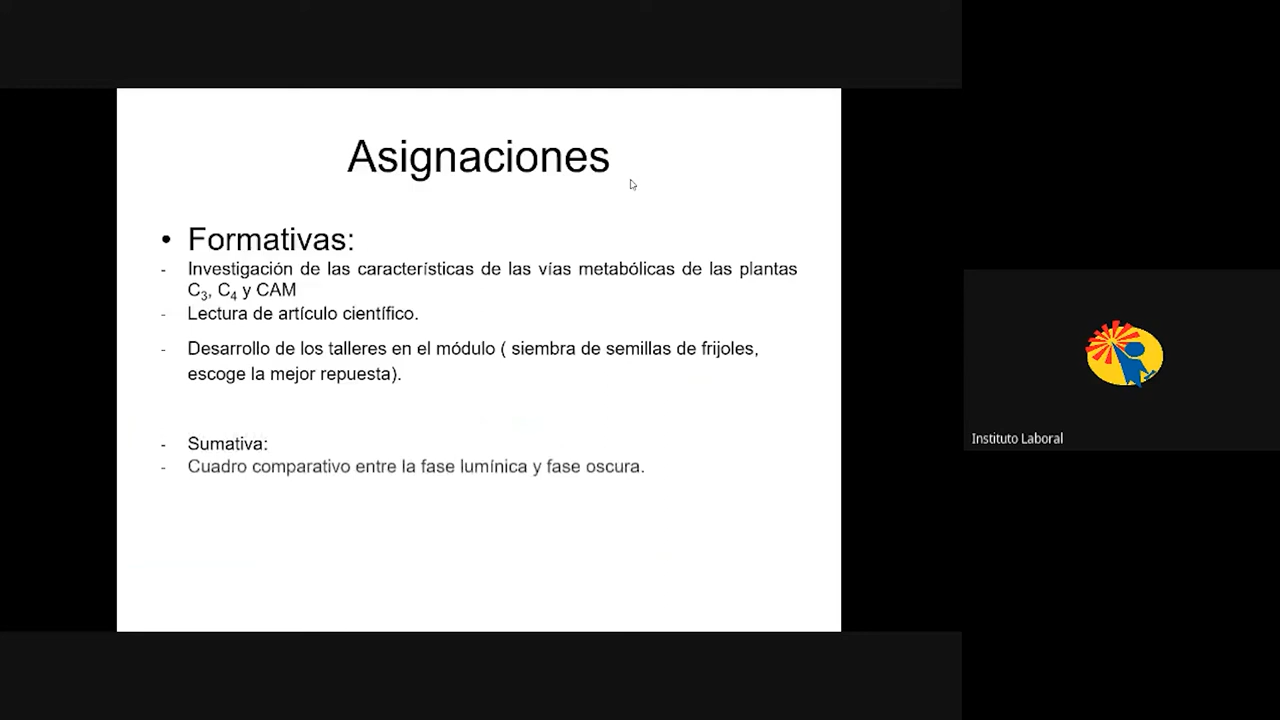 Asignaciones
• Formativas:
- Investigación de las características de las vías metabólicas de las plantas
C₃, C₄ y CAM
- Lectura de artículo científico.
- Desarrollo de los talleres en el módulo ( siembra de semillas de frijoles,
escoge la mejor repuesta).
- Sumativa:
- Cuadro comparativo entre la fase lumínica y fase oscura.
Instituto Laboral